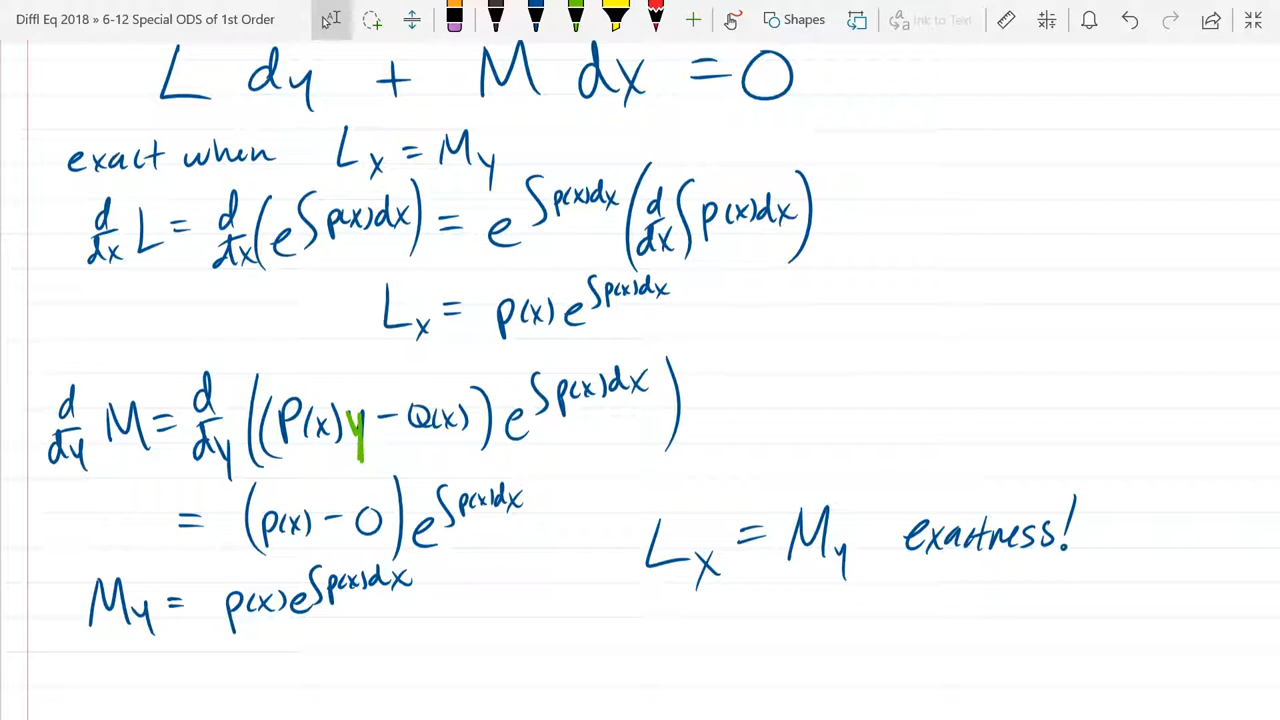 Diffl Eq 2018 » 6-12 Special ODS of 1st Order
Shapes
Ink to Text
L dy + M dx = 0
exact when L_x = M_y
d/dx L = d/dx (e^∫p(x)dx) = e^∫p(x)dx (d/dx ∫p(x)dx)
L_x = p(x)e^∫p(x)dx
d/dy M = d/dy ((P(x)y - Q(x))e^∫p(x)dx)
= (p(x) - 0)e^∫p(x)dx
L_x = M_y exactness!
M_y = p(x)e^∫p(x)dx